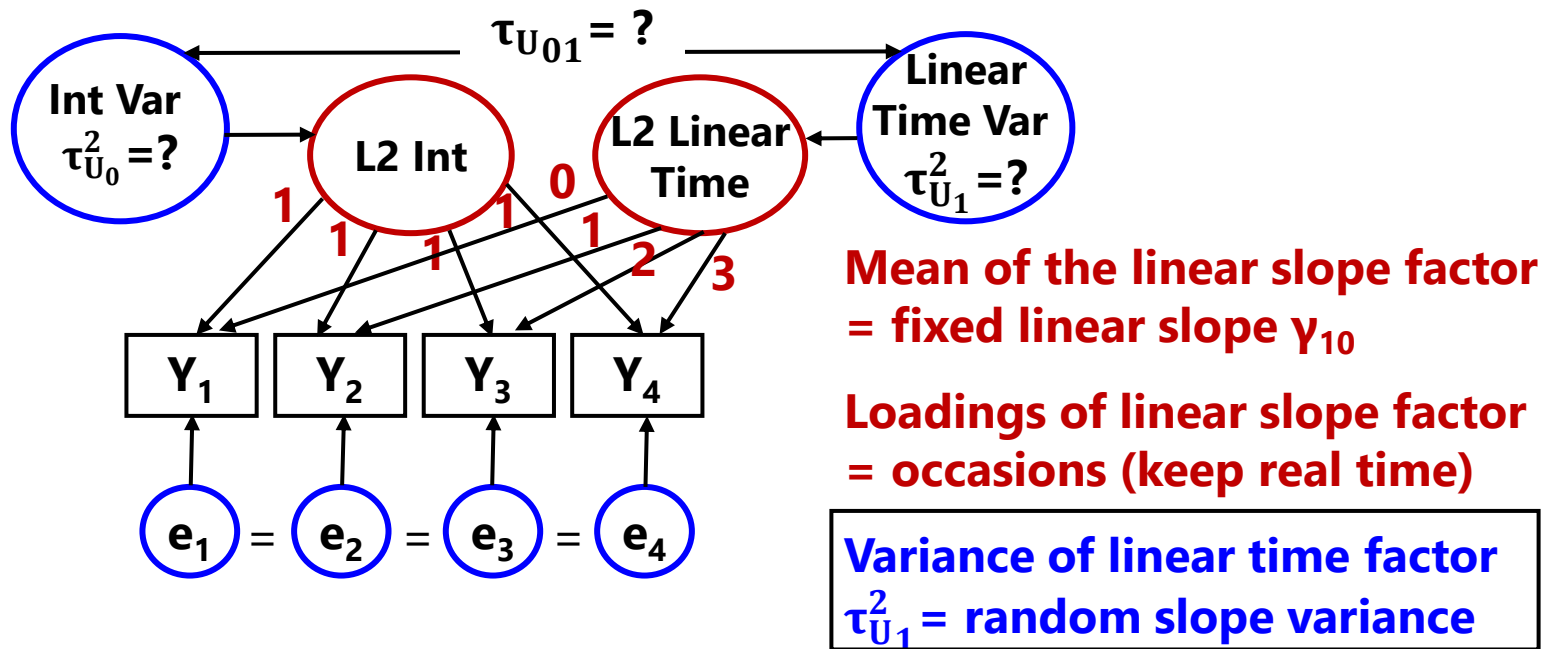 τU01 = ?
Int Var
τ²U0 =?
L2 Int
L2 Linear
Time
Linear
Time Var
τ²U1 =?
1
1
1
1
0
1
2
3
Y1
Y2
Y3
Y4
e1 = e2 = e3 = e4
Mean of the linear slope factor
= fixed linear slope γ10
Loadings of linear slope factor
= occasions (keep real time)
Variance of linear time factor
τ²U1 = random slope variance